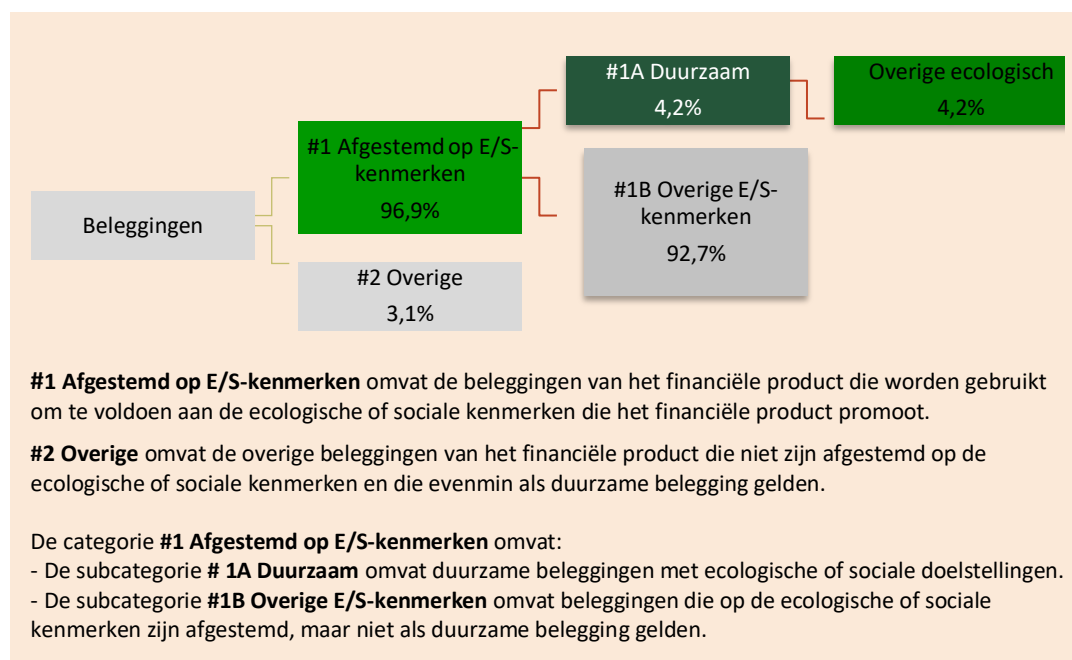 #1A Duurzaam
4,2%
Overige ecologisch
4,2%
#1 Afgestemd op E/S-
kenmerken
96,9%
#1B Overige E/S-
kenmerken
92,7%
Beleggingen
#2 Overige
3,1%
#1 Afgestemd op E/S-kenmerken omvat de beleggingen van het financiële product die worden gebruikt
om te voldoen aan de ecologische of sociale kenmerken die het financiële product promoot.
#2 Overige omvat de overige beleggingen van het financiële product die niet zijn afgestemd op de
ecologische of sociale kenmerken en die evenmin als duurzame belegging gelden.
De categorie #1 Afgestemd op E/S-kenmerken omvat:
- De subcategorie # 1A Duurzaam omvat duurzame beleggingen met ecologische of sociale doelstellingen.
- De subcategorie #1B Overige E/S-kenmerken omvat beleggingen die op de ecologische of sociale
kenmerken zijn afgestemd, maar niet als duurzame belegging gelden.